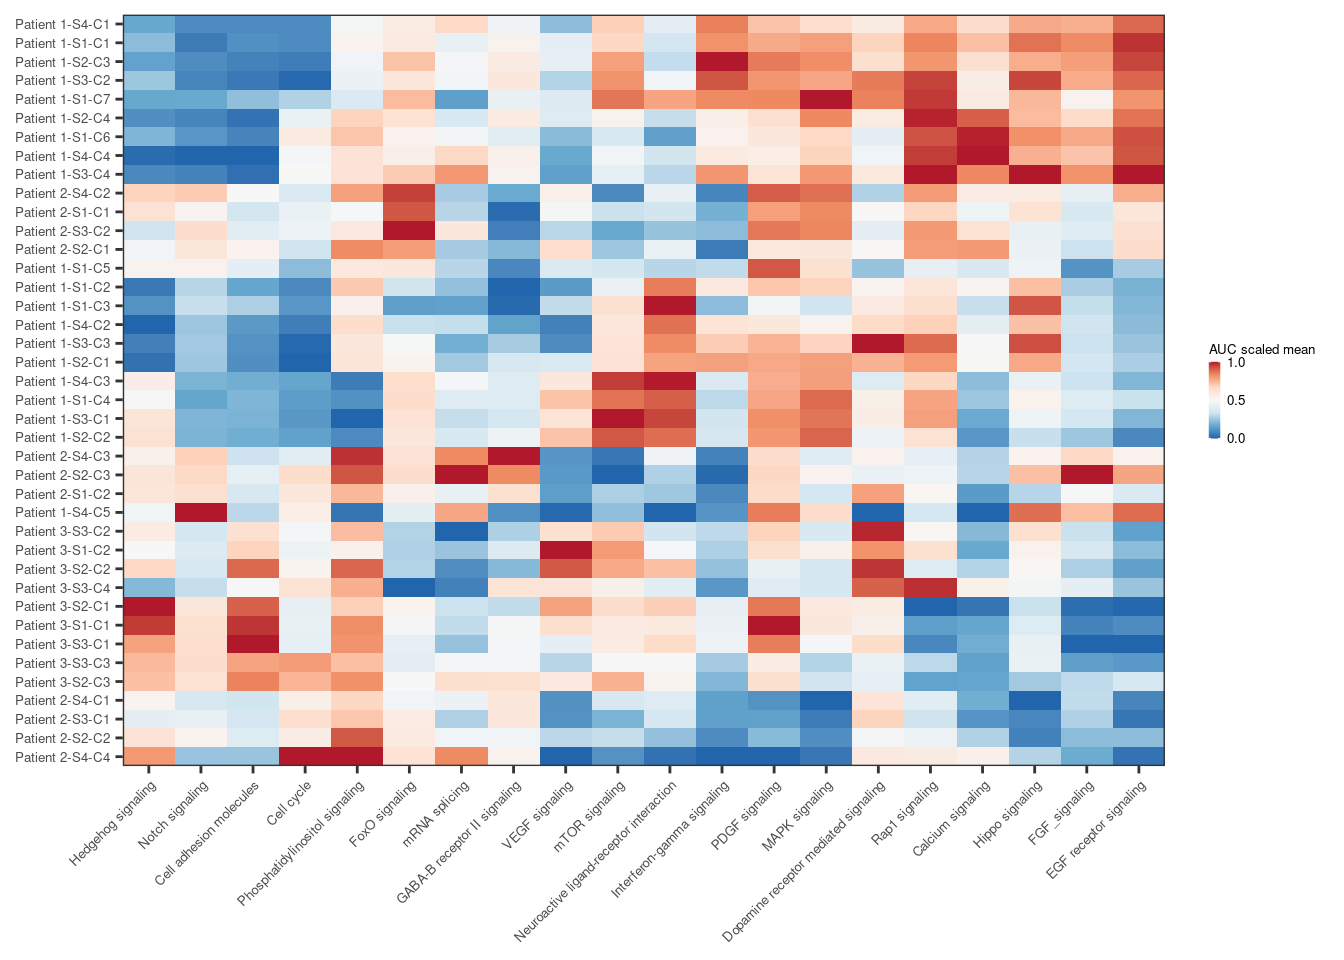 Patient 1-S4-C1
Patient 1-S1-C1
Patient 1-S2-C3
Patient 1-S3-C2
Patient 1-S1-C7
Patient 1-S2-C4
Patient 1-S1-C6
Patient 1-S4-C4
Patient 1-S3-C4
Patient 2-S4-C2
Patient 2-S1-C1
Patient 2-S3-C2
Patient 2-S2-C1
Patient 1-S1-C5
Patient 1-S1-C2
Patient 1-S1-C3
Patient 1-S4-C2
Patient 1-S3-C3
Patient 1-S2-C1
Patient 1-S4-C3
Patient 1-S1-C4
Patient 1-S3-C1
Patient 1-S2-C2
Patient 2-S4-C3
Patient 2-S2-C3
Patient 2-S1-C2
Patient 1-S4-C5
Patient 3-S3-C2
Patient 3-S1-C2
Patient 3-S2-C2
Patient 3-S3-C4
Patient 3-S2-C1
Patient 3-S1-C1
Patient 3-S3-C1
Patient 3-S3-C3
Patient 3-S2-C3
Patient 2-S4-C1
Patient 2-S3-C1
Patient 2-S2-C2
Patient 2-S4-C4
Hedgehog signaling
Notch signaling
Cell adhesion molecules
Cell cycle
Phosphatidylinositol signaling
FoxO signaling
mRNA splicing
GABA-B receptor II signaling
VEGF signaling
mTOR signaling
Neuroactive ligand-receptor interaction
Interferon-gamma signaling
PDGF signaling
MAPK signaling
Dopamine receptor mediated signaling
Rap1 signaling
Calcium signaling
Hippo signaling
FGF_signaling
EGF receptor signaling
AUC scaled mean
1.0
0.5
0.0